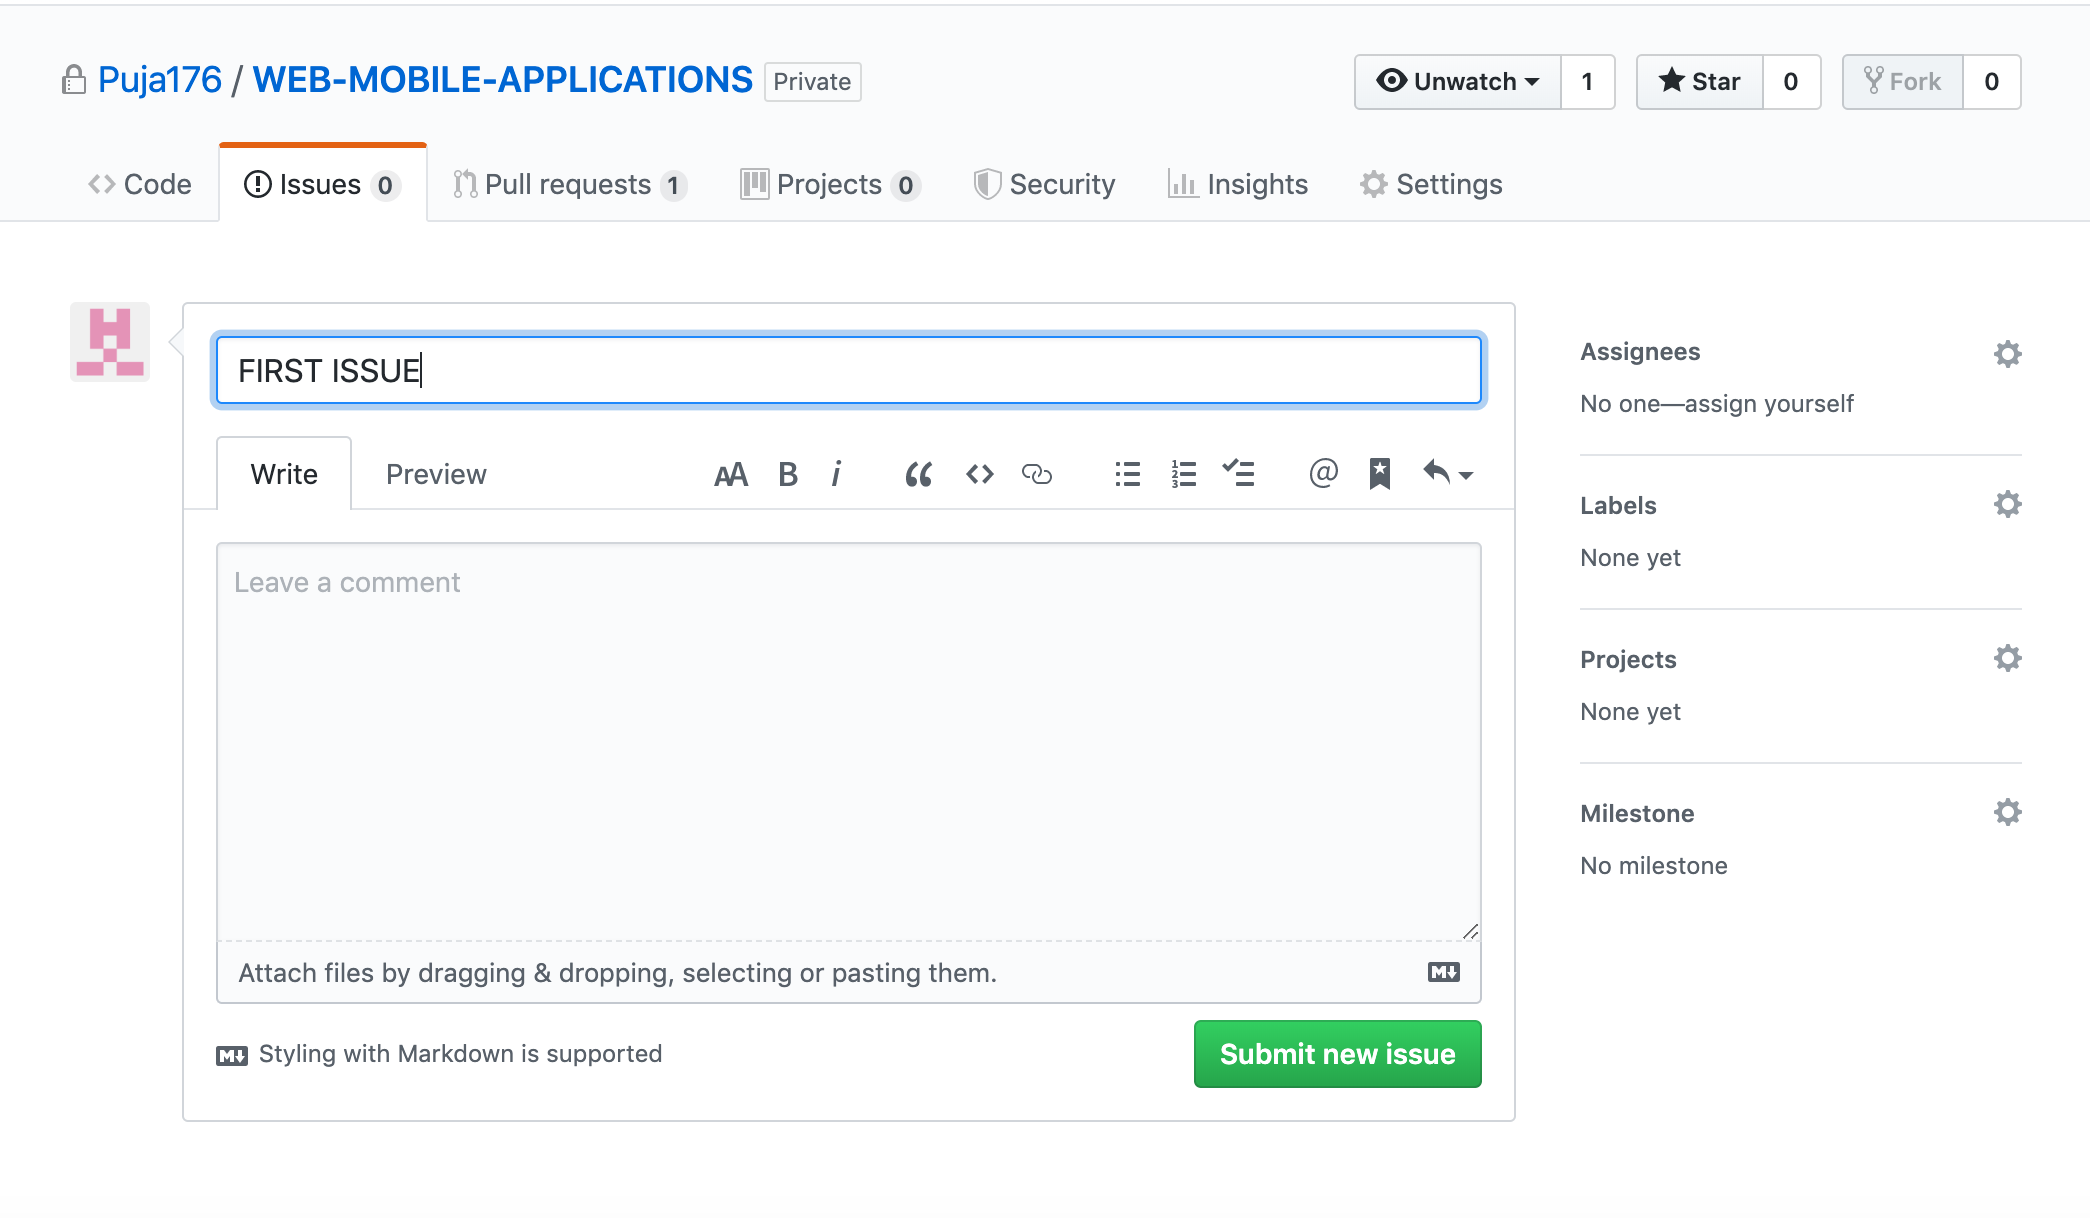 Puja176 / WEB-MOBILE-APPLICATIONS Private Unwatch 1 Star 0 Fork 0
Code Issues 0 Pull requests 1 Projects 0 Security Insights Settings
FIRST ISSUE
Write Preview
Leave a comment
Attach files by dragging & dropping, selecting or pasting them.
Styling with Markdown is supported
Submit new issue
Assignees
No one—assign yourself
Labels
None yet
Projects
None yet
Milestone
No milestone